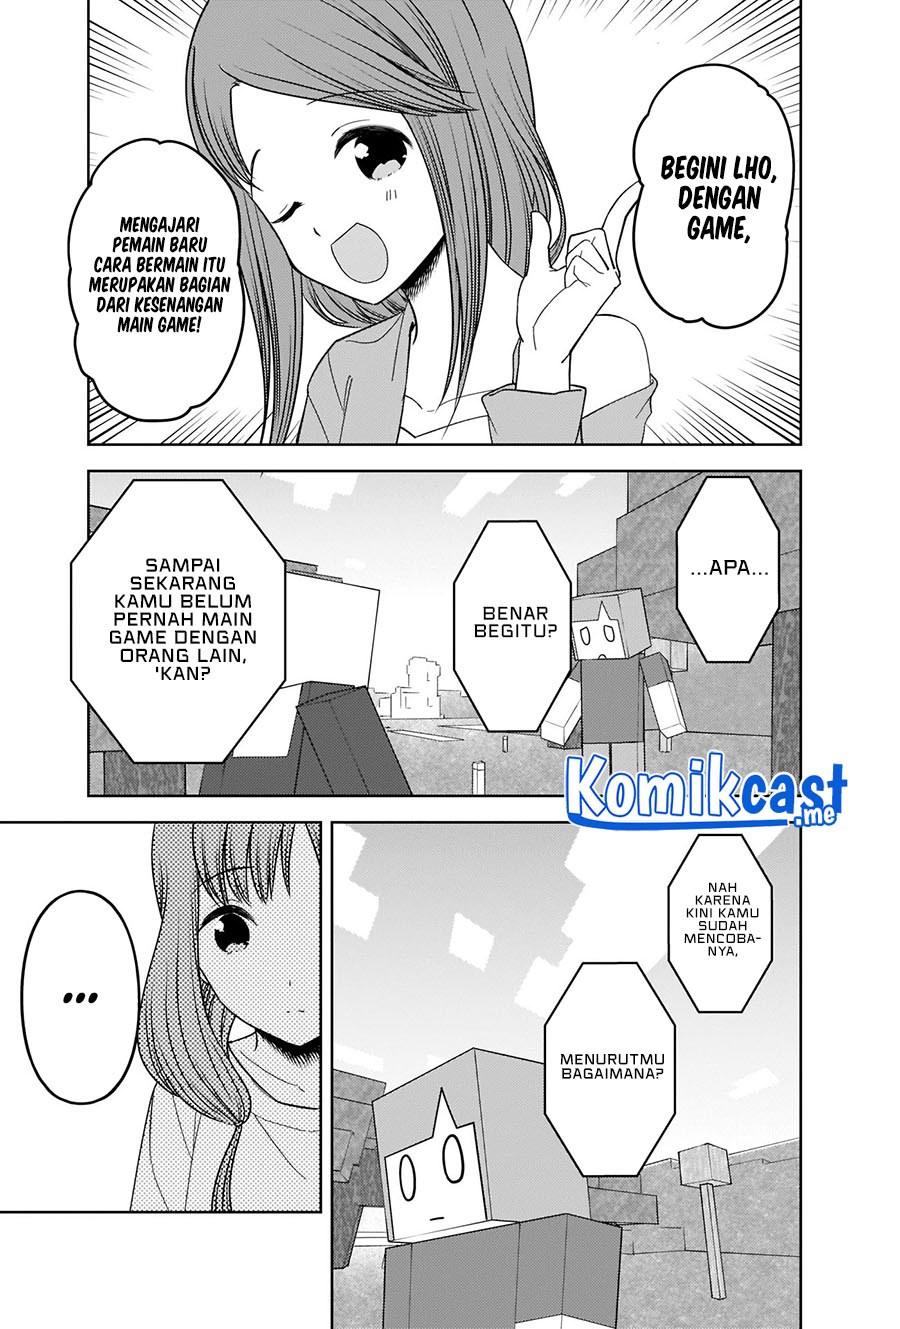 BEGINI LHO,
DENGAN
GAME,
MENGAJARI
PEMAIN BARU
CARA BERMAIN ITU
MERUPAKAN BAGIAN
DARI KESENANGAN
MAIN GAME!
...APA...
BENAR
BEGITU?
SAMPAI
SEKARANG
KAMU BELUM
PERNAH MAIN
GAME DENGAN
ORANG LAIN,
'KAN?
Komikcast
.me
NAH
KARENA
KINI KAMU
SUDAH
MENCOBA-
NYA,
MENURUTMU
BAGAIMANA?
...